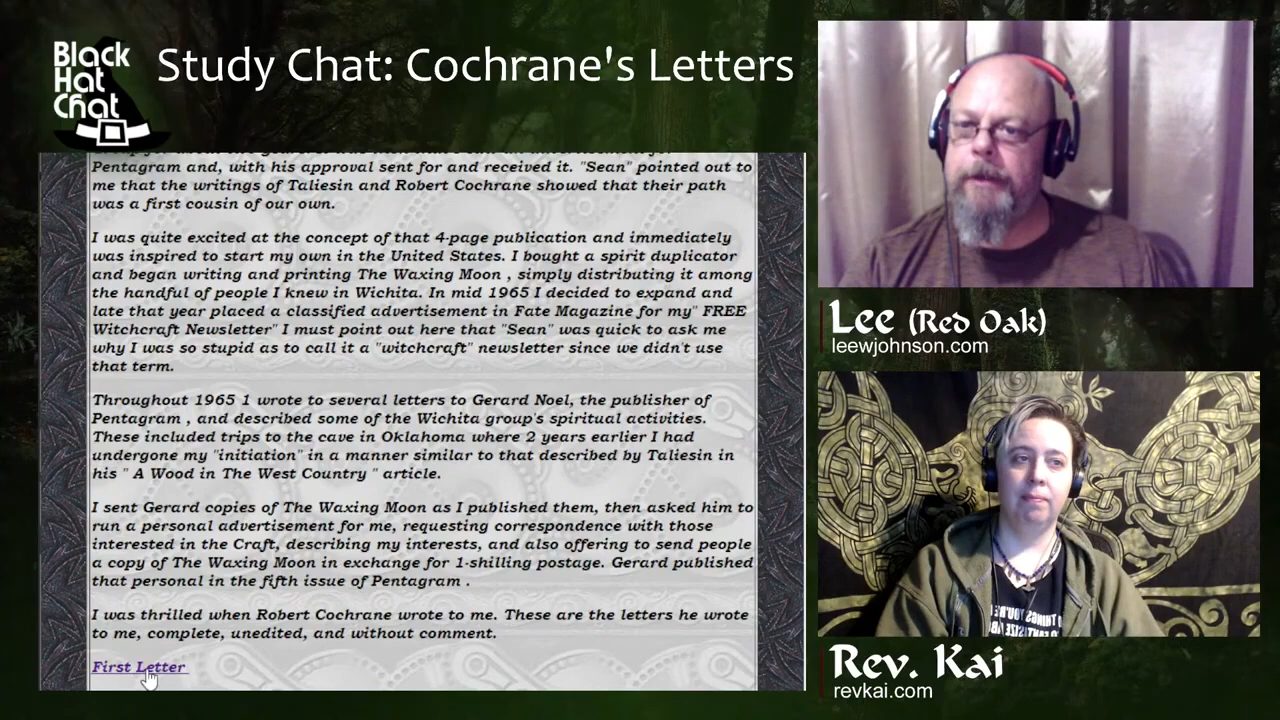 Black
Hat
Chat
Study Chat: Cochrane's Letters
Pentagram and, with his approval sent for and received it. "Sean" pointed out to
me that the writings of Taliesin and Robert Cochrane showed that their path
was a first cousin of our own.
I was quite excited at the concept of that 4-page publication and immediately
was inspired to start my own in the United States. I bought a spirit duplicator
and began writing and printing The Waxing Moon , simply distributing it among
the handful of people I knew in Wichita. In mid 1965 I decided to expand and
late that year placed a classified advertisement in Fate Magazine for my" FREE
Witchcraft Newsletter" I must point out here that "Sean" was quick to ask me
why I was so stupid as to call it a "witchcraft" newsletter since we didn't use
that term.
Throughout 1965 1 wrote to several letters to Gerard Noel, the publisher of
Pentagram , and described some of the Wichita group's spiritual activities.
These included trips to the cave in Oklahoma where 2 years earlier I had
undergone my "initiation" in a manner similar to that described by Taliesin in
his " A Wood in The West Country " article.
I sent Gerard copies of The Waxing Moon as I published them, then asked him to
run a personal advertisement for me, requesting correspondence with those
interested in the Craft, describing my interests, and also offering to send people
a copy of The Waxing Moon in exchange for 1-shilling postage. Gerard published
that personal in the fifth issue of Pentagram .
I was thrilled when Robert Cochrane wrote to me. These are the letters he wrote
to me, complete, unedited, and without comment.
First Letter
Lee (Red Oak)
leewjohnson.com
Rev. Kai
revkai.com